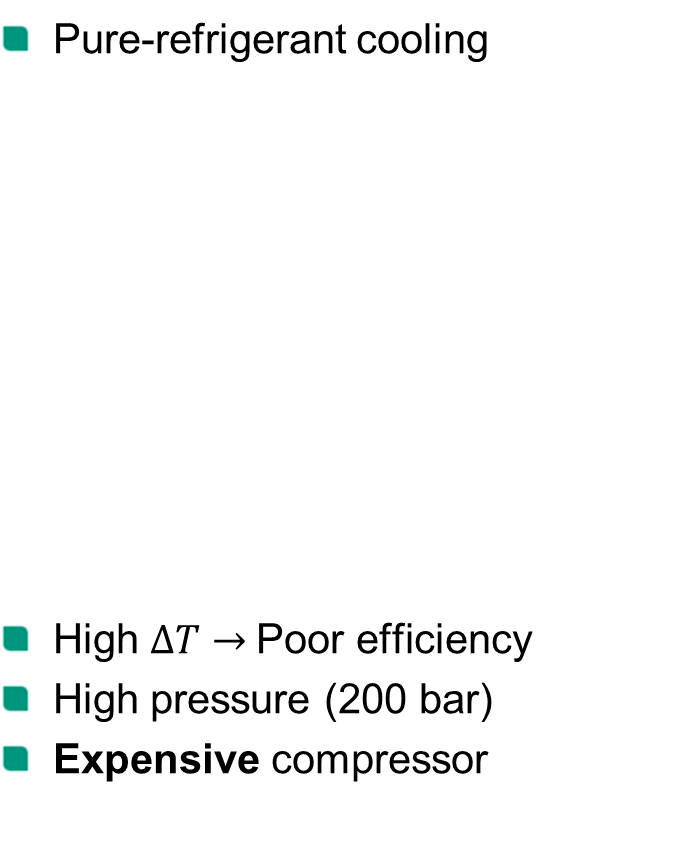 Pure-refrigerant cooling
High Δ𝑇 → Poor efficiency
High pressure (200 bar)
Expensive compressor